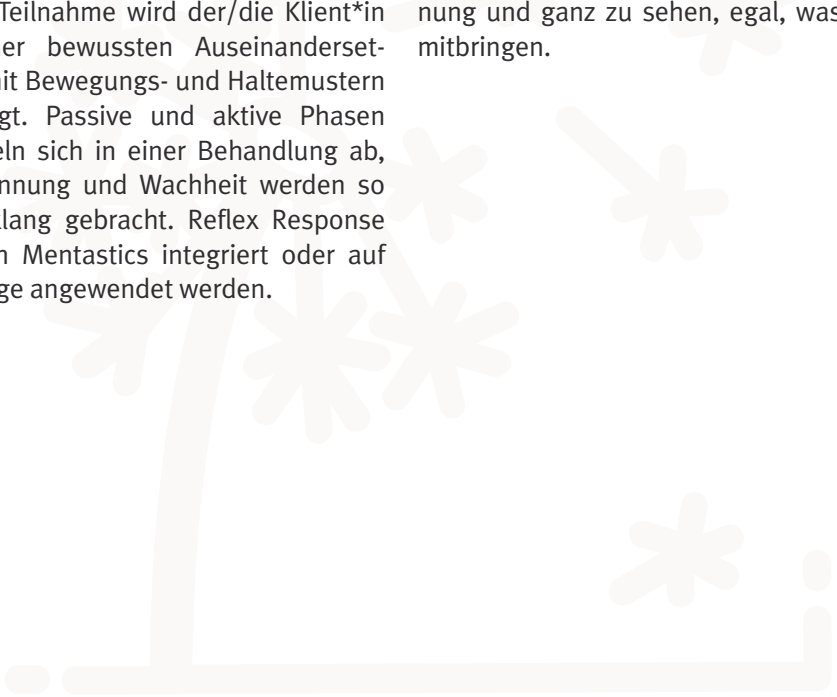 Teilnahme wird der/die Klient*in
er bewussten Auseinanderset-
it Bewegungs- und Haltemustern
gt. Passive und aktive Phasen
eln sich in einer Behandlung ab,
nnung und Wachheit werden so
lang gebracht. Reflex Response
n Mentastics integriert oder auf
ge angewendet werden.
nung und ganz zu sehen, egal, was
mitbringen.